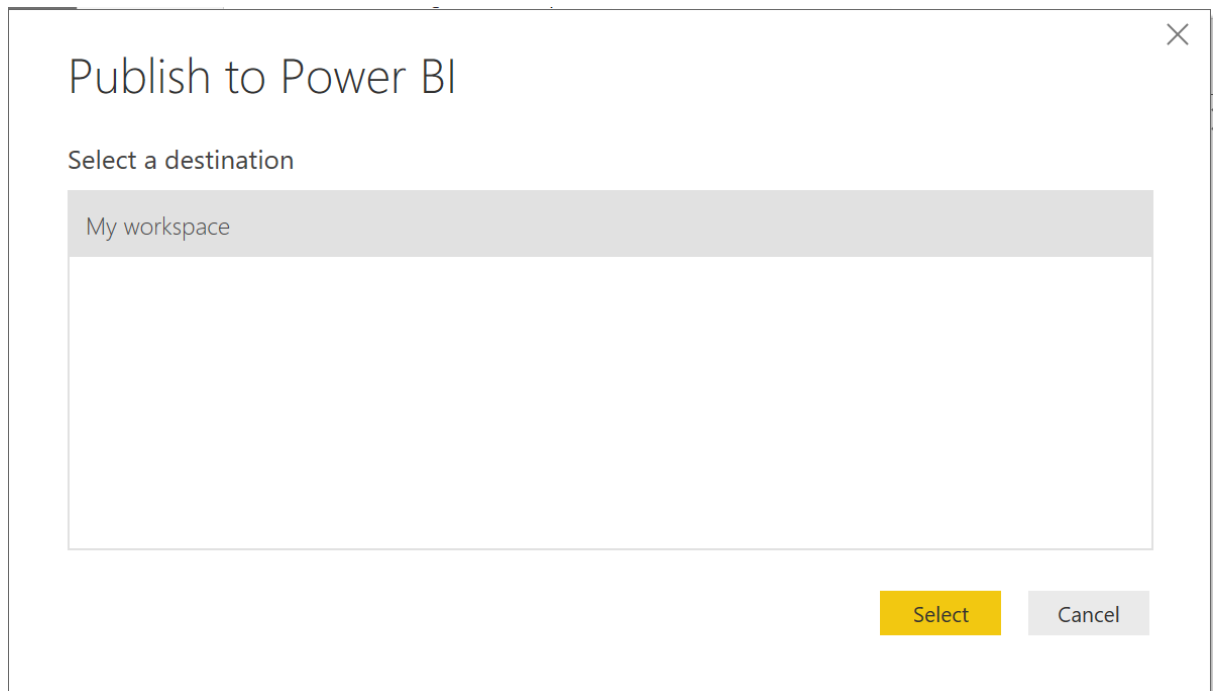 Publish to Power BI
Select a destination
My workspace
Select
Cancel